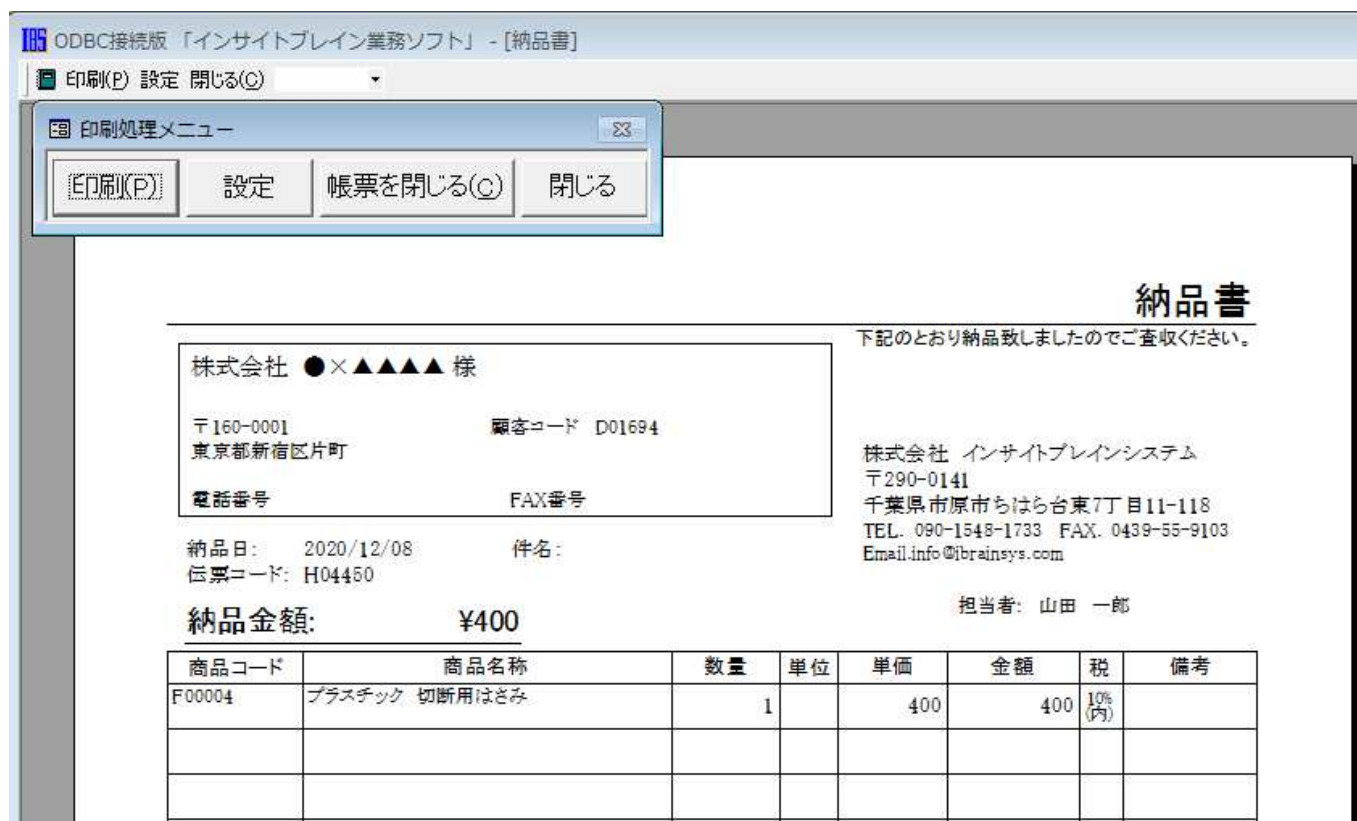 IBS ODBC接続版 「インサイトブレイン業務ソフト」 - [納品書]
印刷(P) 設定 閉じる(C)
印刷処理メニュー
印刷(P) 設定 帳票を閉じる(C) 閉じる
納品書
下記のとおり納品致しましたのでご査収ください。
株式会社 ●×▲▲▲▲ 様
〒160-0001 顧客コード D01694
東京都新宿区片町
電話番号 FAX番号
株式会社 インサイトブレインシステム
〒290-0141
千葉県市原市ちはら台東7丁目11-118
TEL. 090-1548-1733 FAX. 0439-55-9103
Email.info@ibrainsys.com
納品日: 2020/12/08 件名:
伝票コード: H04450
担当者: 山田 一郎
納品金額: ¥400
商品コード 商品名称 数量 単位 単価 金額 税 備考
F00004 プラスチック 切断用はさみ 1 400 400 10%
(内)